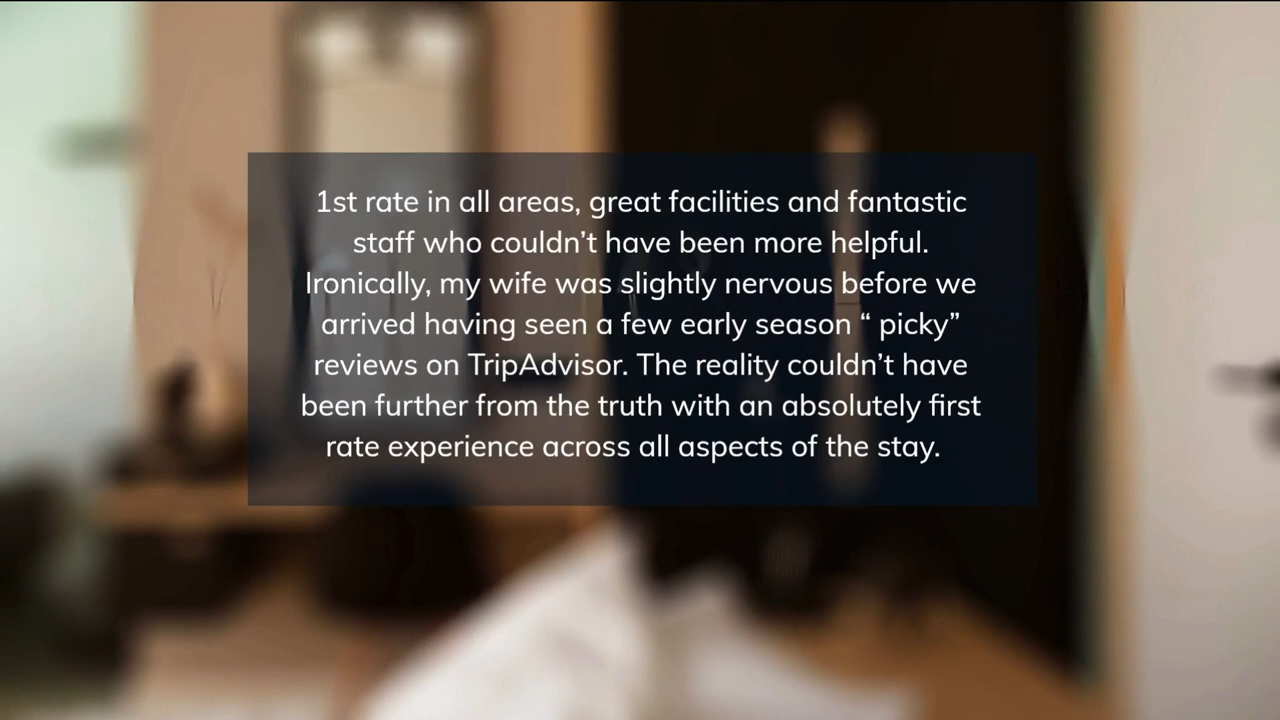 1st rate in all areas, great facilities and fantastic
staff who couldn’t have been more helpful.
Ironically, my wife was slightly nervous before we
arrived having seen a few early season “ picky”
reviews on TripAdvisor. The reality couldn’t have
been further from the truth with an absolutely first
rate experience across all aspects of the stay.